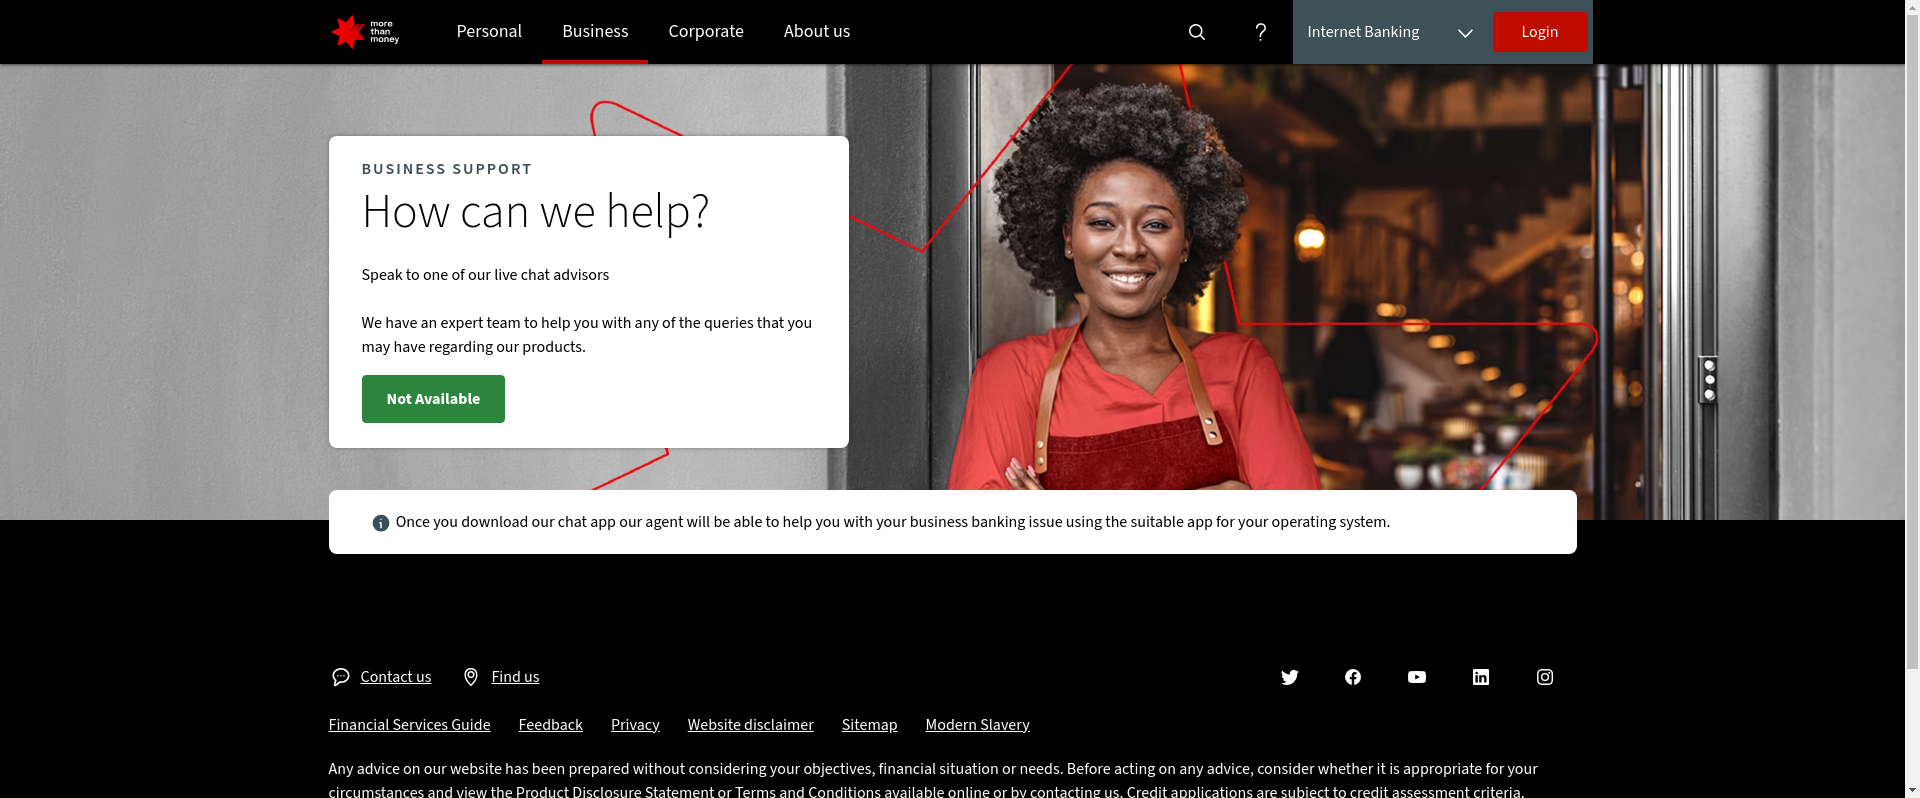 more
than
money
Personal
Business
Corporate
About us
Internet Banking
Login
BUSINESS SUPPORT
How can we help?
Speak to one of our live chat advisors
We have an expert team to help you with any of the queries that you
may have regarding our products.
Not Available
Once you download our chat app our agent will be able to help you with your business banking issue using the suitable app for your operating system.
Contact us
Find us
Financial Services Guide
Feedback
Privacy
Website disclaimer
Sitemap
Modern Slavery
Any advice on our website has been prepared without considering your objectives, financial situation or needs. Before acting on any advice, consider whether it is appropriate for your
circumstances and view the Product Disclosure Statement or Terms and Conditions available online or by contacting us. Credit applications are subject to credit assessment criteria.